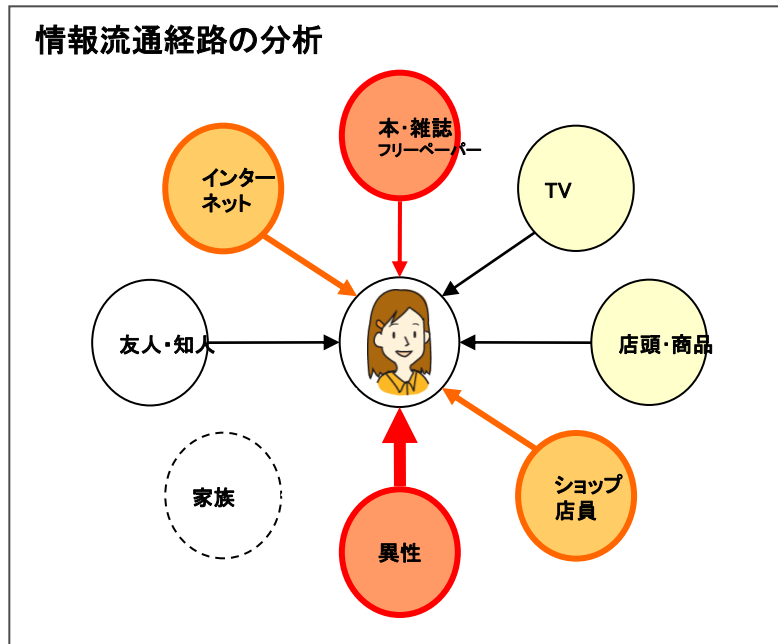 情報流通経路の分析
本・雑誌
フリーペーパー
インター
ネット
TV
友人・知人
店頭・商品
家族
ショップ
店員
異性